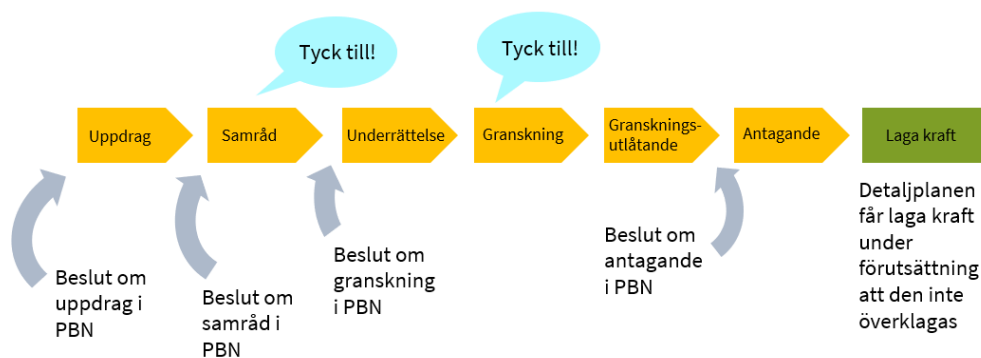 Tyck till!
Tyck till!
Uppdrag
Samråd
Underrättelse
Granskning
Gransknings-
utlåtande
Antagande
Laga kraft
Beslut om
uppdrag i
PBN
Beslut om
samråd i
PBN
Beslut om
granskning
i PBN
Beslut om
antagande
i PBN
Detaljplanen
får laga kraft
under
förutsättning
att den inte
överklagas